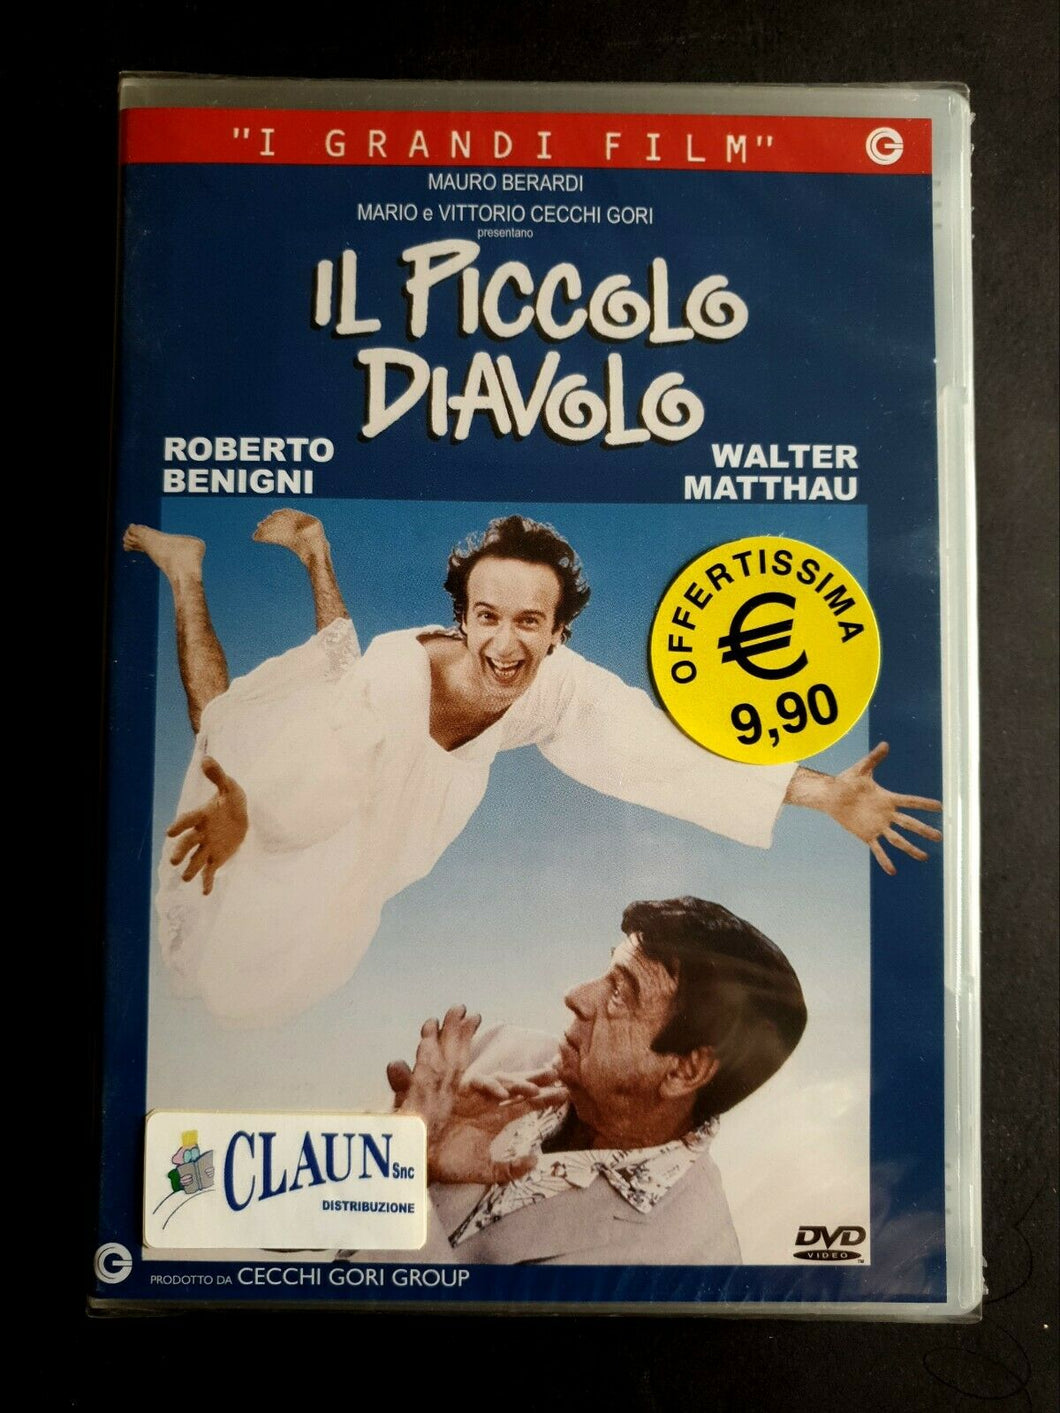 "I GRANDI FILM"
MAURO BERARDI
MARIO e VITTORIO CECCHI GORI
presentano
IL PICCOLO
DIAVOLO
ROBERTO
BENIGNI
WALTER
MATTHAU
OFFERTISSIMA
€
9,90
CLAUN Snc
DISTRIBUZIONE
DVD
VIDEO
TM
PRODOTTO DA CECCHI GORI GROUP